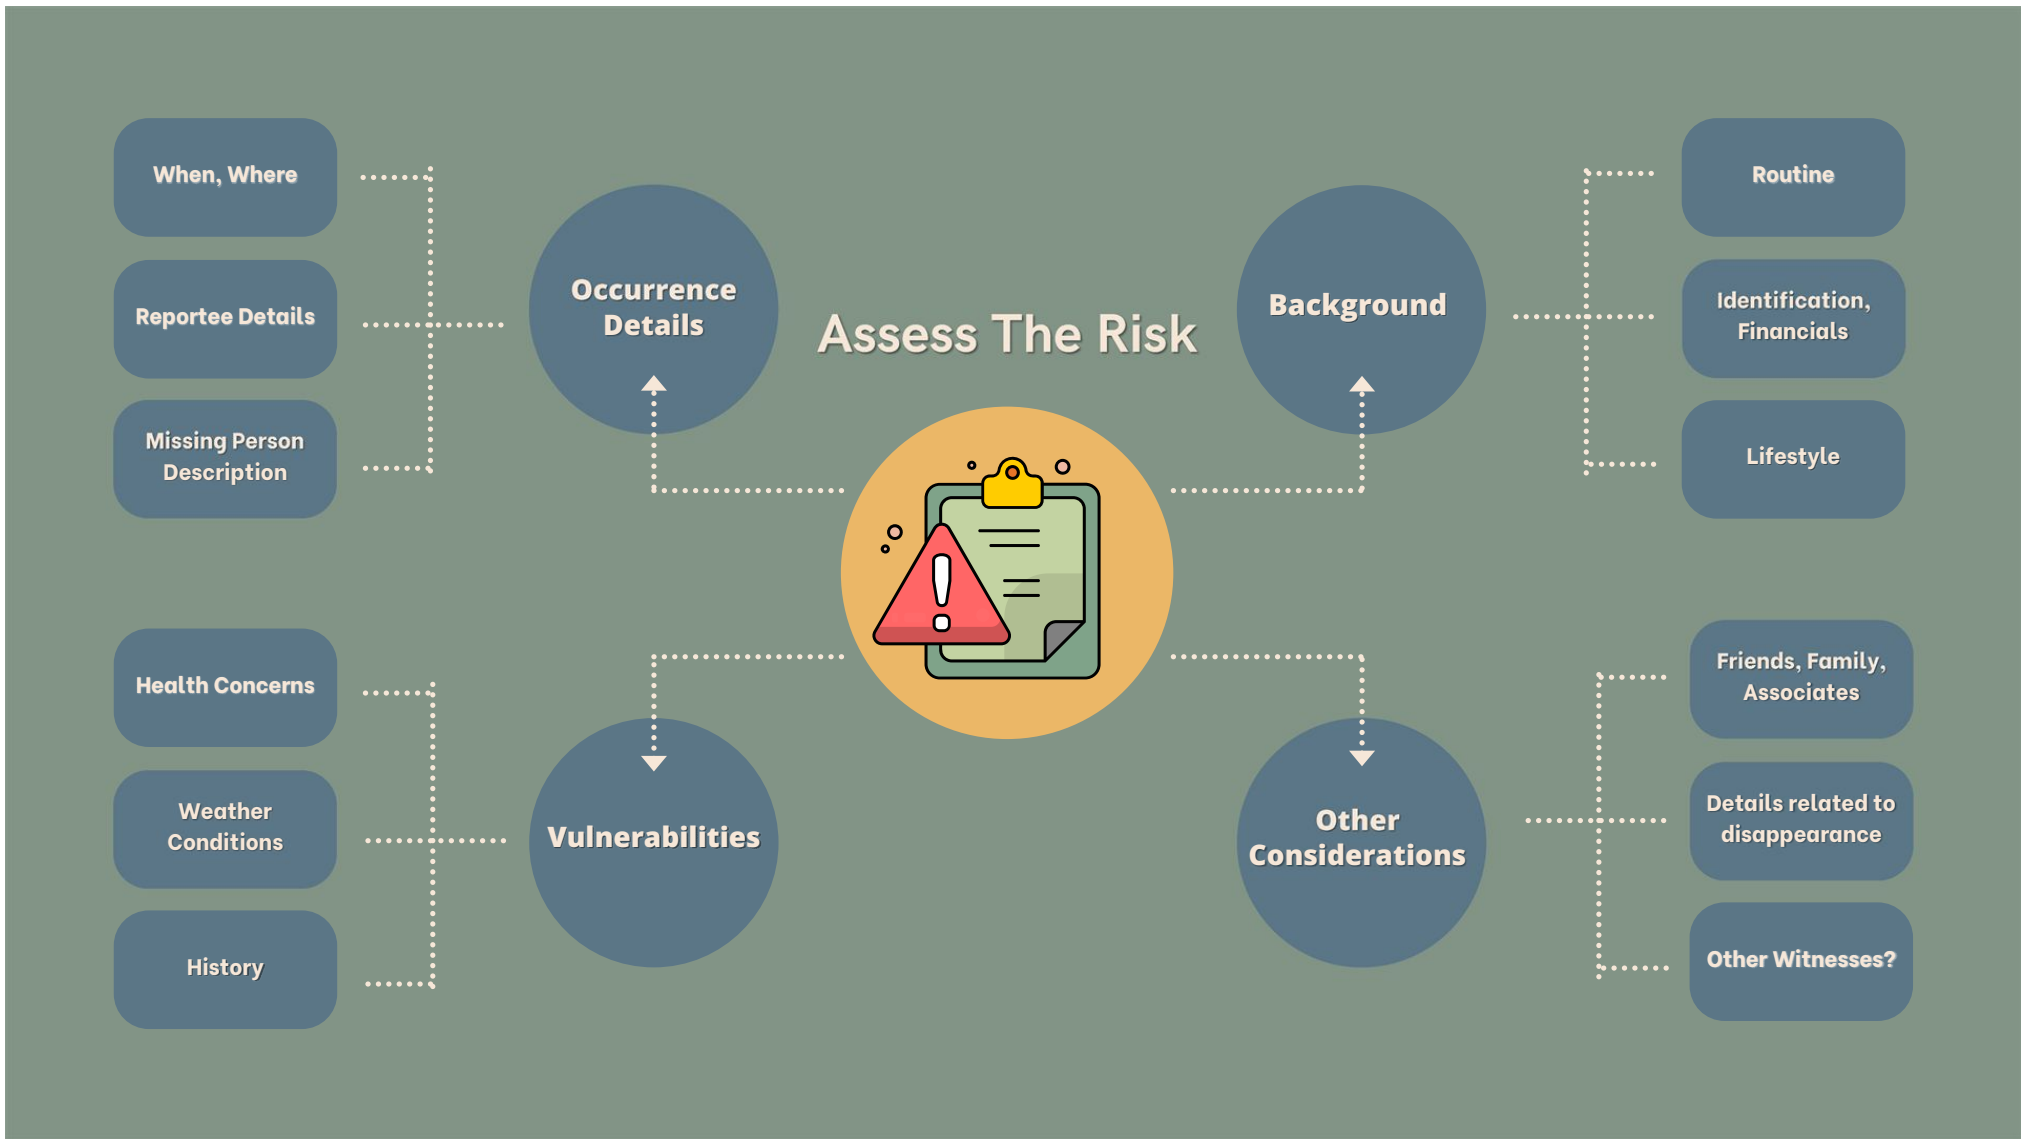 Assess The Risk
Occurrence
Details
When, Where
Reportee Details
Missing Person
Description
Background
Routine
Identification,
Financials
Lifestyle
Vulnerabilities
Health Concerns
Weather
Conditions
History
Other
Considerations
Friends, Family,
Associates
Details related to
disappearance
Other Witnesses?